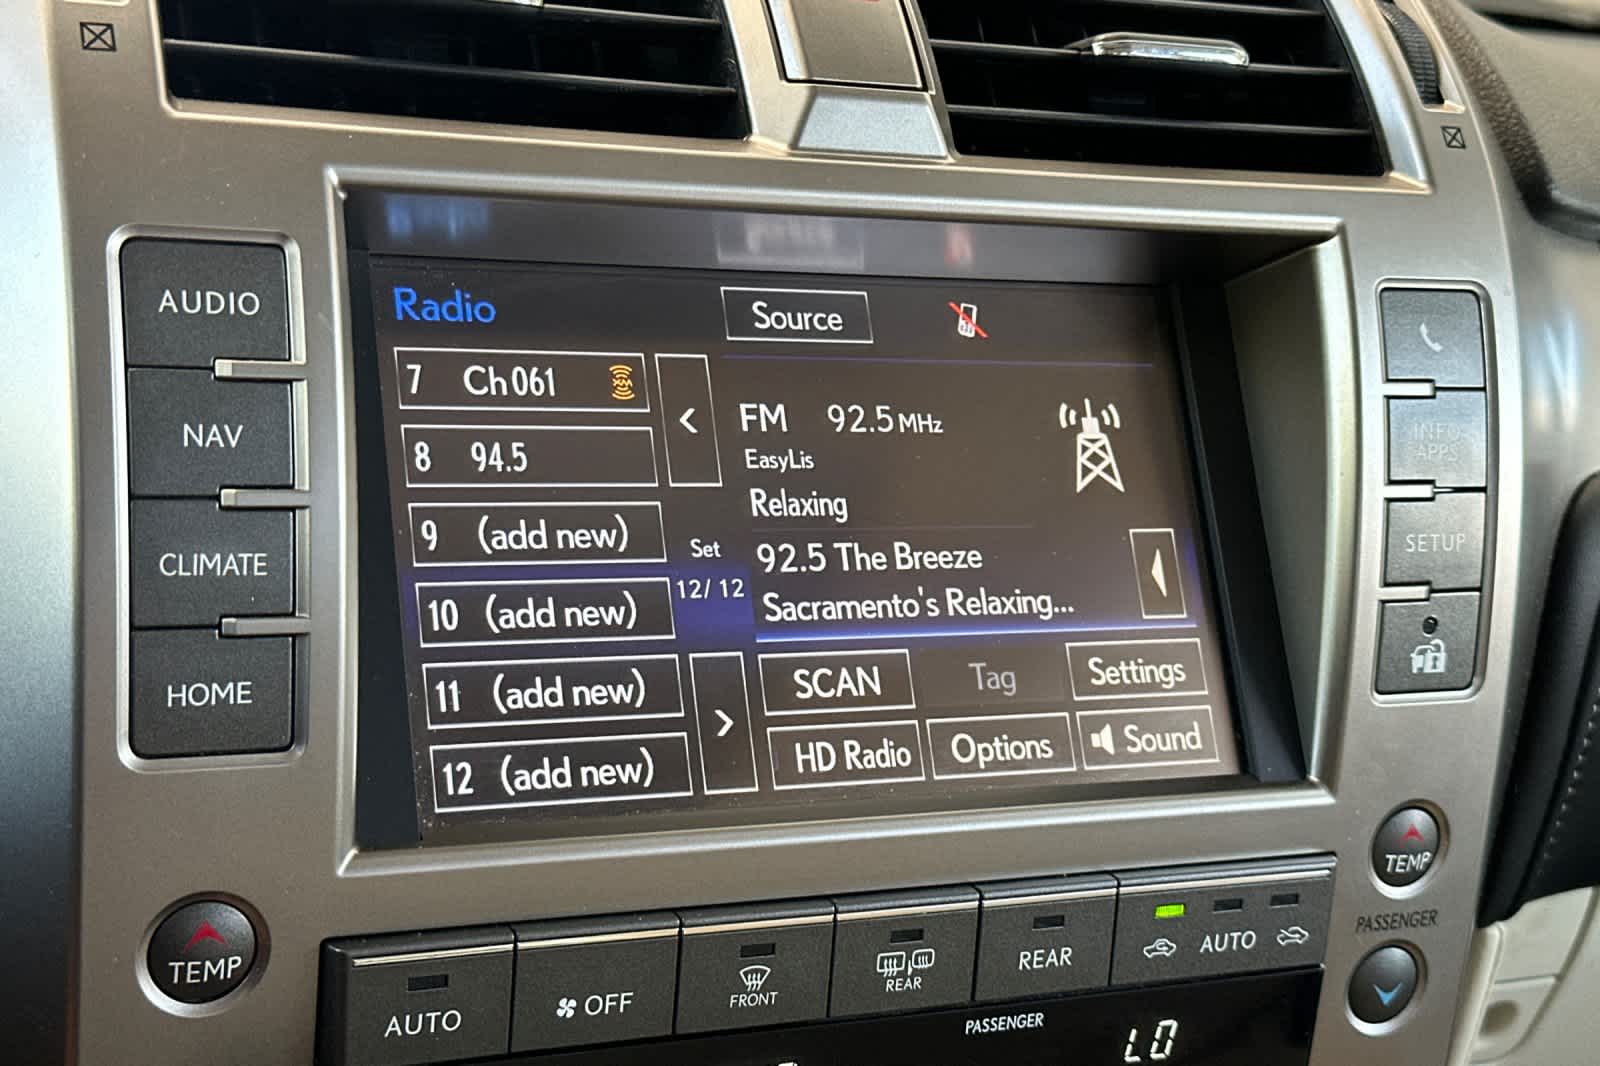 AUDIO
NAV
CLIMATE
HOME
Radio
Source
7 Ch 061 XM
8 94.5
9 (add new)
10 (add new)
11 (add new)
12 (add new)
<
Set
12/12
>
FM 92.5 MHz
EasyLis
Relaxing
92.5 The Breeze
Sacramento's Relaxing...
SCAN
Tag
Settings
HD Radio
Options
Sound
INFO
APPS
SETUP
TEMP
PASSENGER
TEMP
AUTO
OFF
FRONT
REAR
REAR
AUTO
PASSENGER
LO